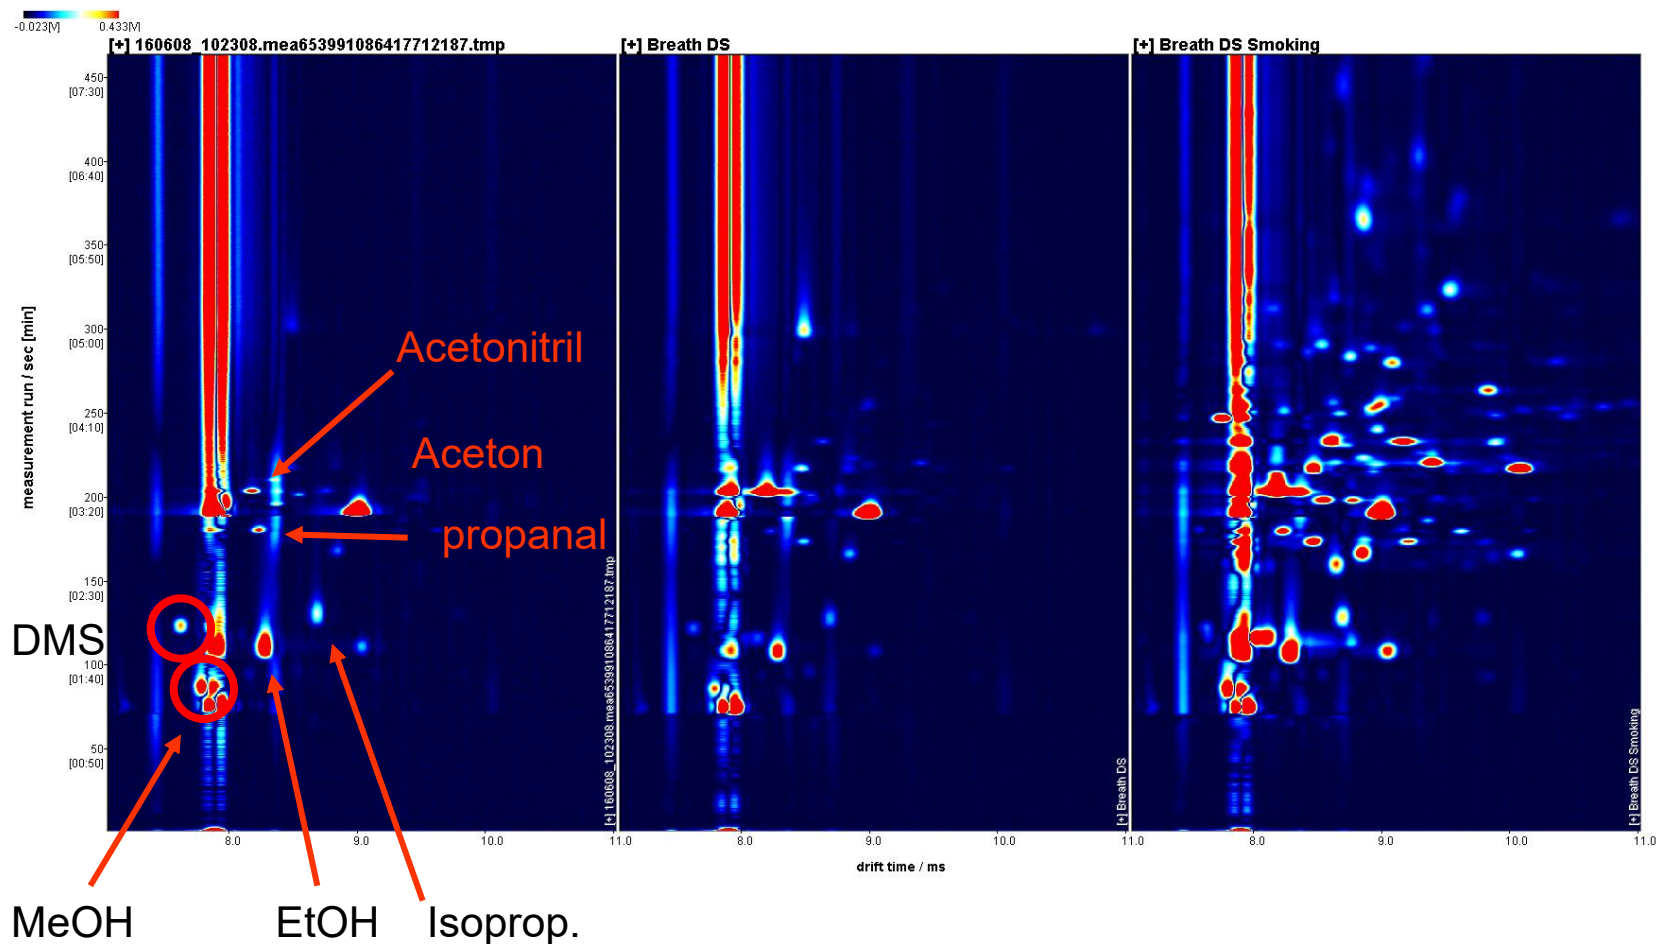 -0.023[V] 0.433[V]
[+] 160608_102308.mea653991086417712187.tmp
[+] Breath DS
[+] Breath DS Smoking
measurement run / sec [min]
450
[07:30]
400
[06:40]
350
[05:50]
300
[05:00]
250
[04:10]
200
[03:20]
150
[02:30]
100
[01:40]
50
[00:50]
Acetonitril
Aceton
propanal
DMS
[+] 160608_102308.mea653991086417712187.tmp
[+] Breath DS
[+] Breath DS Smoking
8.0 9.0 10.0 11.0 8.0 9.0 10.0 11.0 8.0 9.0 10.0 11.0
drift time / ms
MeOH EtOH Isoprop.